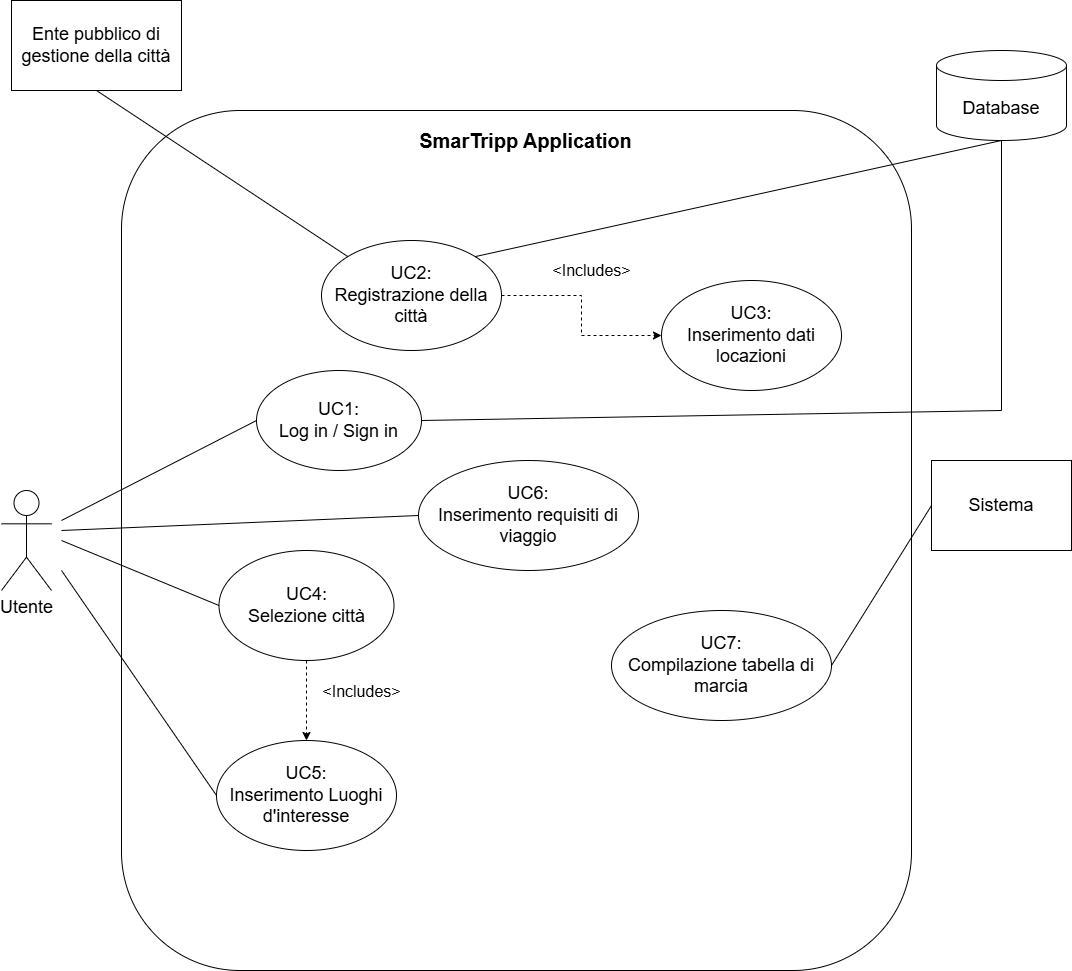 Ente pubblico di
gestione della città
Database
SmarTripp Application
UC2:
Registrazione della
città
<Includes>
UC3:
Inserimento dati
locazioni
UC1:
Log in / Sign in
UC6:
Inserimento requisiti di
viaggio
Sistema
Utente
UC4:
Selezione città
UC7:
Compilazione tabella di
marcia
<Includes>
UC5:
Inserimento Luoghi
d'interesse